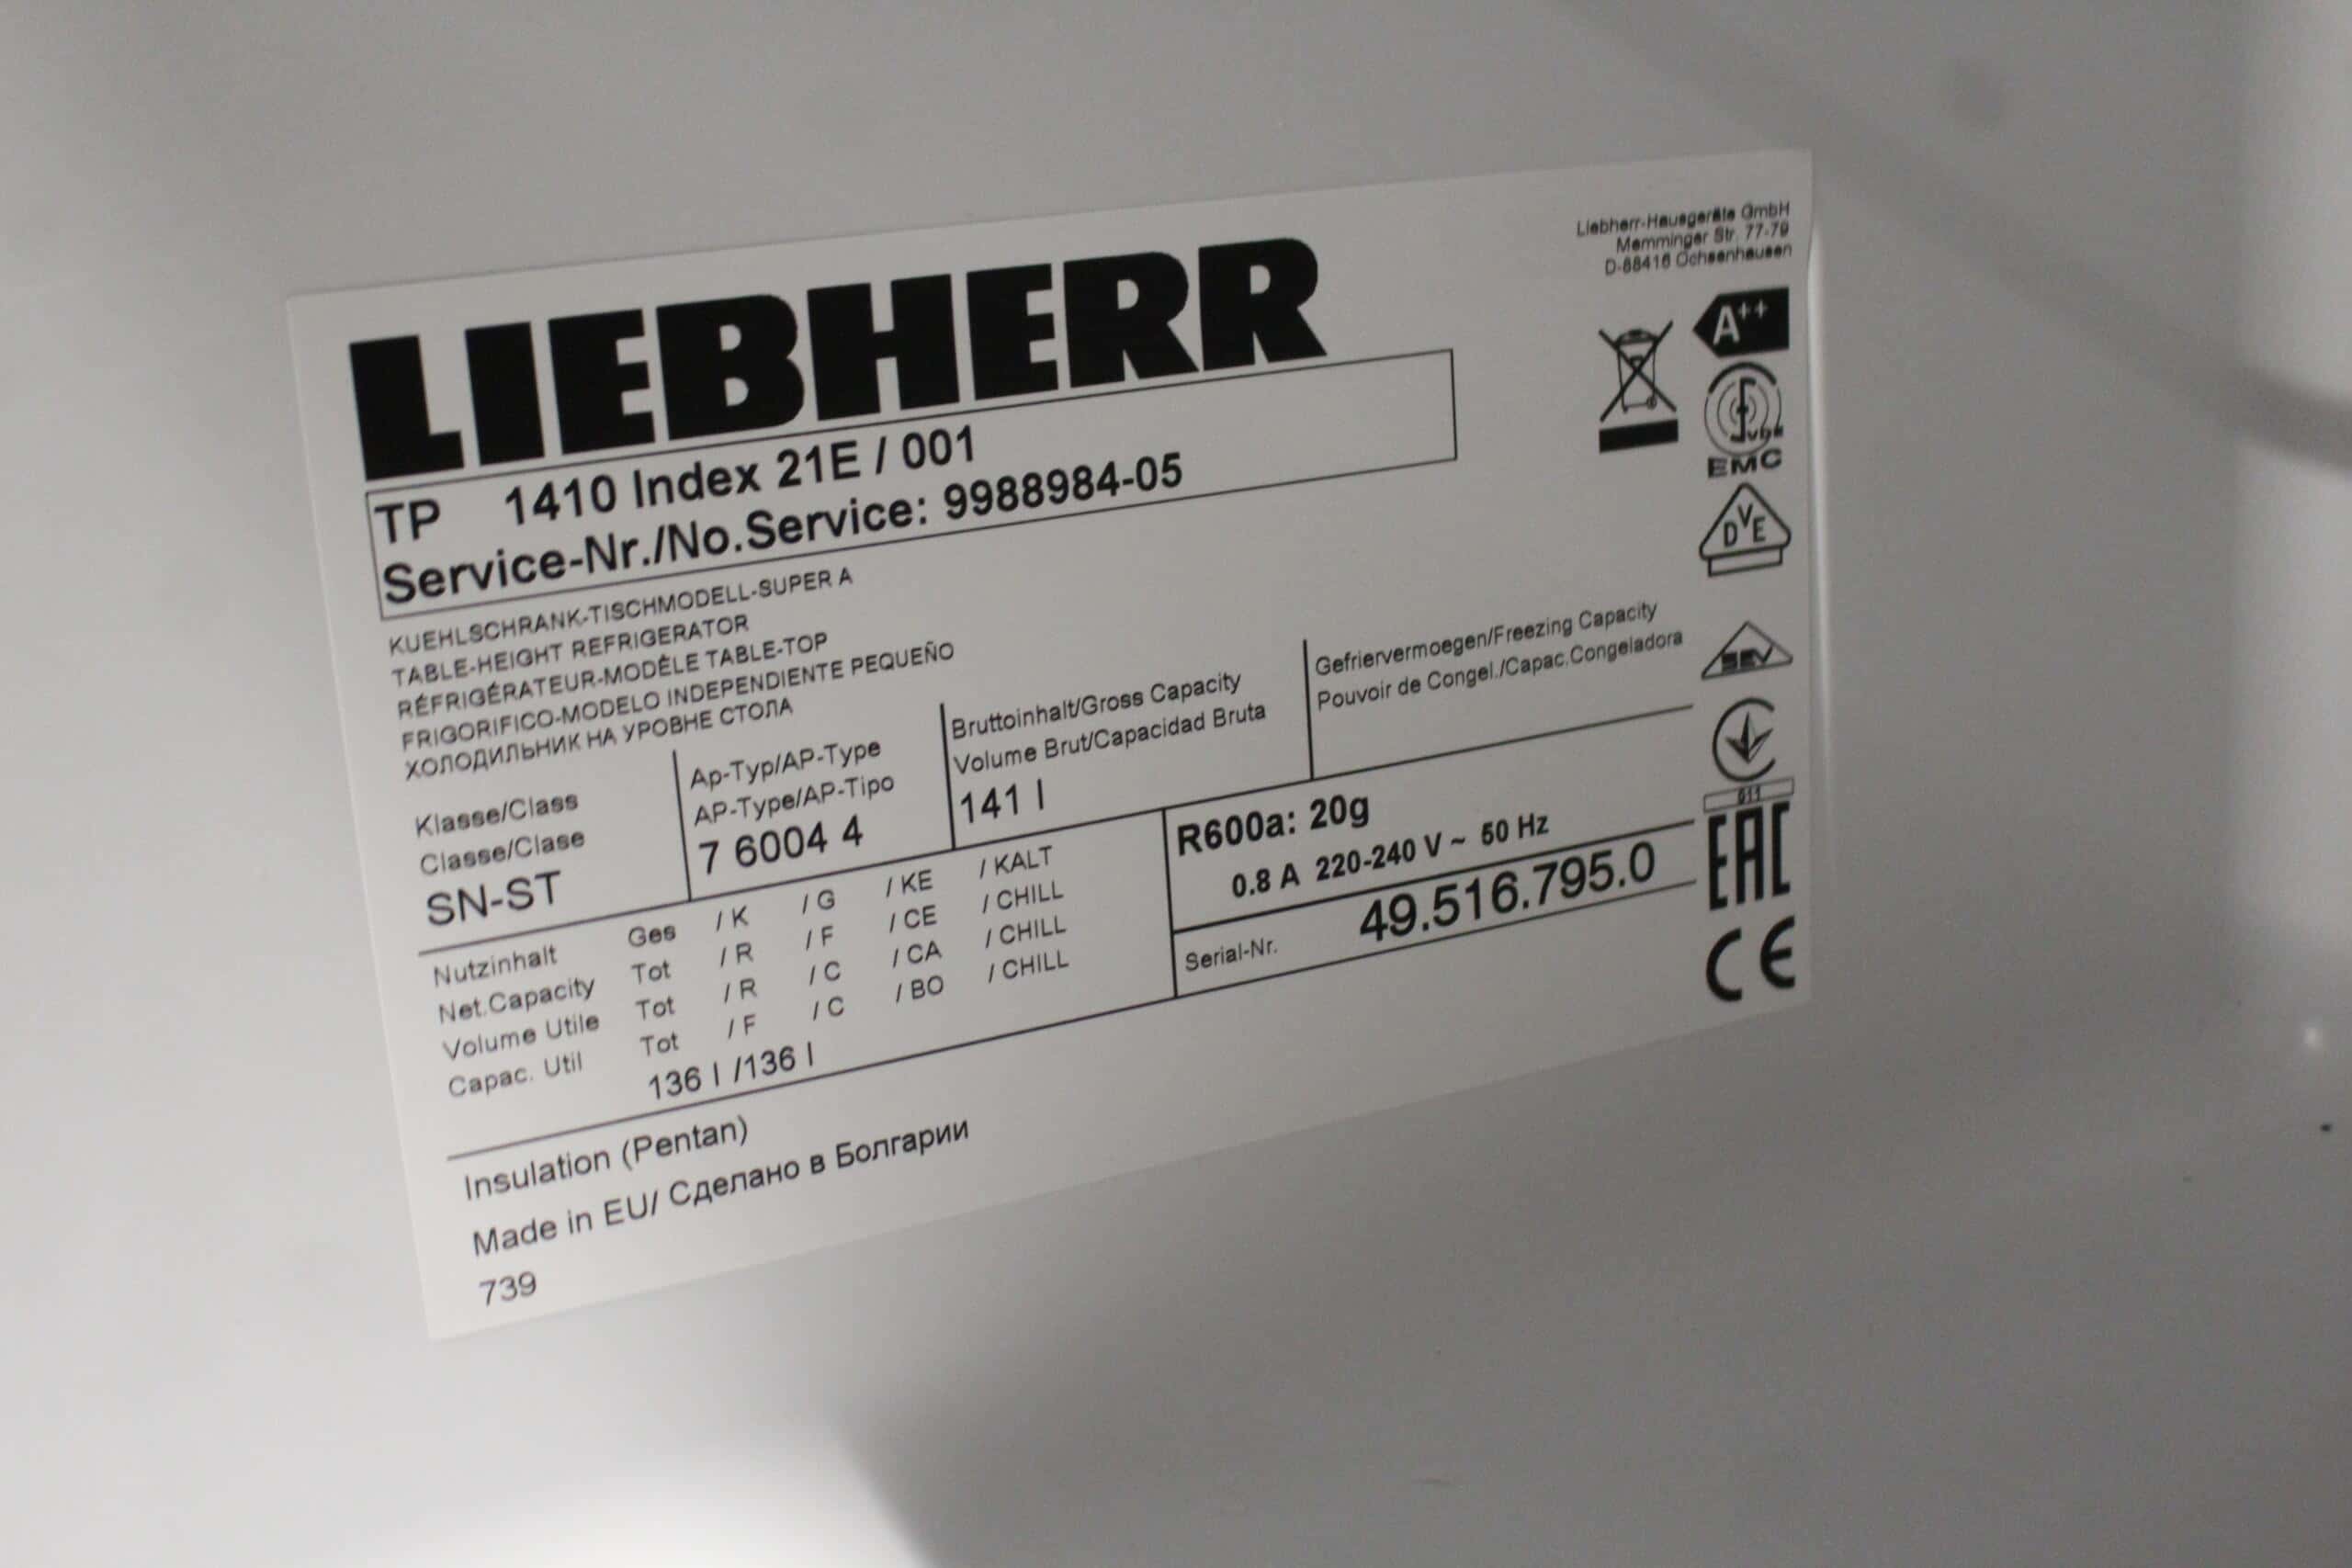 Liebherr-Hausgeräte GmbH
Memminger Str. 77-79
D-88416 Ochsenhausen
LIEBHERR
TP 1410 Index 21E / 001
Service-Nr./No.Service: 9988984-05
A++
EMC
DVE
KUEHLSCHRANK-TISCHMODELL-SUPER A
TABLE-HEIGHT REFRIGERATOR
RÉFRIGÉRATEUR-MODÈLE TABLE-TOP
FRIGORIFICO-MODELO INDEPENDIENTE PEQUEÑO
ХОЛОДИЛЬНИК НА УРОВНЕ СТОЛА
Klasse/Class
Classe/Clase
SN-ST
Ap-Typ/AP-Type
AP-Type/AP-Tipo
7 6004 4
Bruttoinhalt/Gross Capacity
Volume Brut/Capacidad Bruta
141 l
Gefriervermoegen/Freezing Capacity
Pouvoir de Congel./Capac.Congeladora
Nutzinhalt Ges / K / G / KE / KALT
Net.Capacity Tot / R / F / CE / CHILL
Volume Utile Tot / R / C / CA / CHILL
Capac. Util Tot / F / C / BO / CHILL
136 l /136 l
R600a: 20g
0.8 A 220-240 V ~ 50 Hz
Serial-Nr. 49.516.795.0
011
EAC
CE
Insulation (Pentan)
Made in EU/ Сделано в Болгарии
739